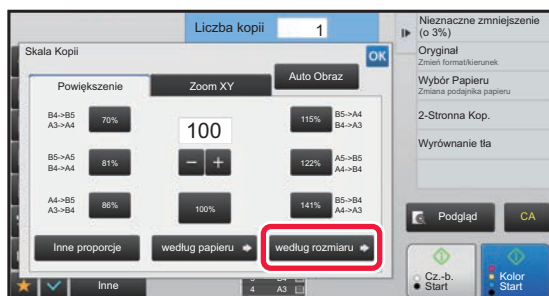 Liczba kopii 1
Skala Kopii
OK
Powiększenie
Zoom XY
Auto Obraz
B4->B5
A3->A4
70%
100
115%
B5->A4
B4->A3
B5->A5
B4->A4
81%
122%
A5->B5
A4->B4
A4->B5
A3->B4
86%
100%
141%
B5->B4
A4->A3
Inne proporcje
według papieru
według rozmiaru
Inne
4 A3
Nieznaczne zmniejszenie
(o 3%)
Oryginał
Zmień format/kierunek
Wybór Papieru
Zmiana podajnika papieru
2-Stronna Kop.
Wyrównanie tła
Podgląd
CA
Cz.-b.
Start
Kolor
Start